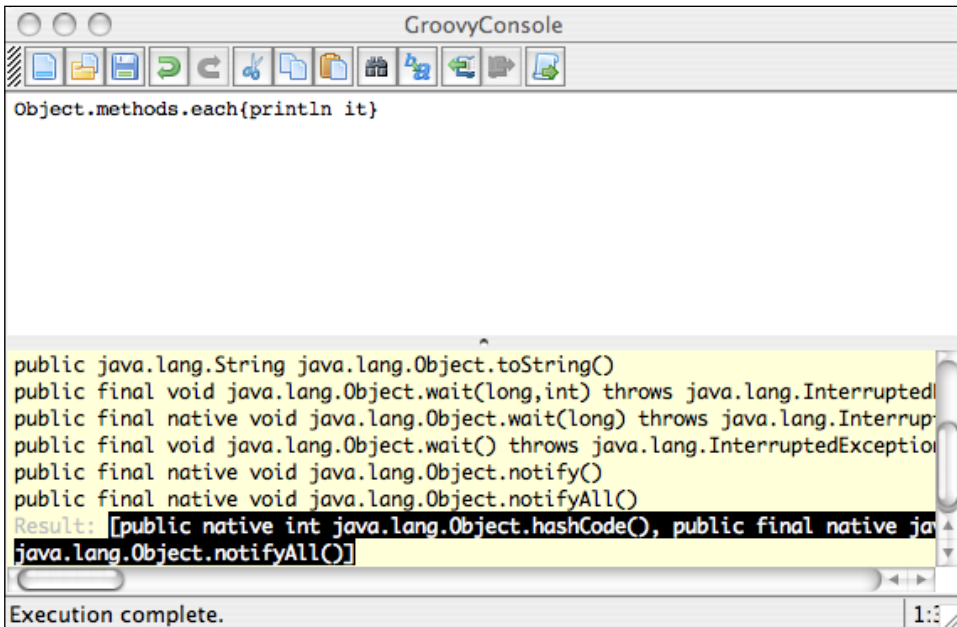 GroovyConsole
Object.methods.each{println it}
public java.lang.String java.lang.Object.toString()
public final void java.lang.Object.wait(long,int) throws java.lang.Interrupted
public final native void java.lang.Object.wait(long) throws java.lang.Interrup
public final void java.lang.Object.wait() throws java.lang.InterruptedExceptio
public final native void java.lang.Object.notify()
public final native void java.lang.Object.notifyAll()
Result: [public native int java.lang.Object.hashCode(), public final native jav
java.lang.Object.notifyAll()]
Execution complete.